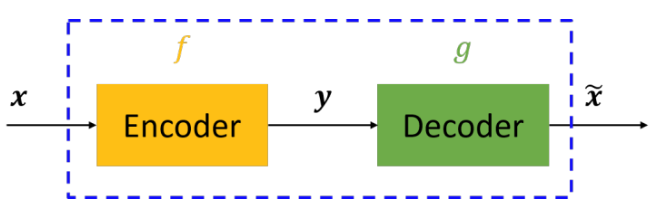 f g
x y x̃
Encoder Decoder